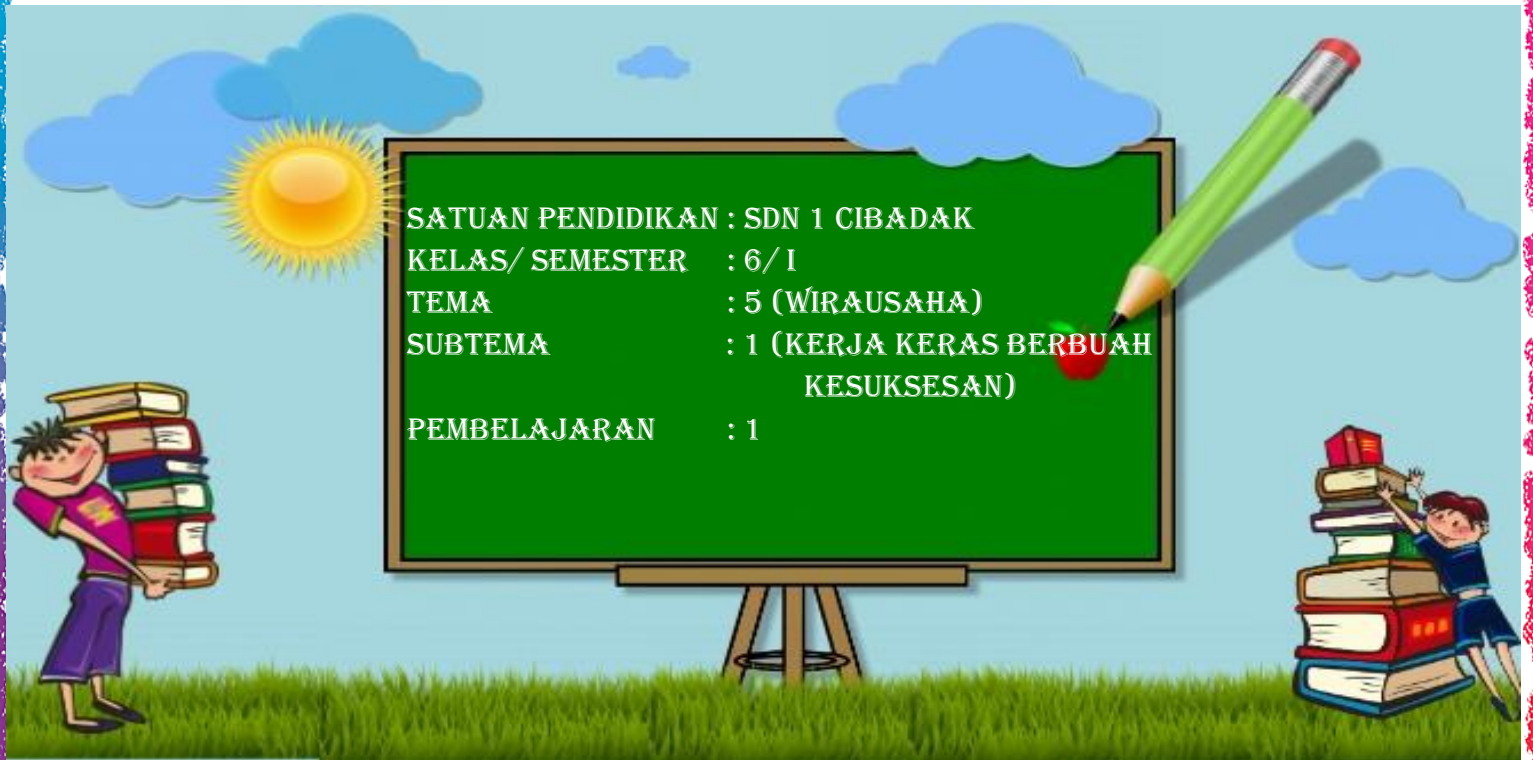 SATUAN PENDIDIKAN : SDN 1 CIBADAK
KELAS/ SEMESTER : 6/ I
TEMA : 5 (WIRAUSAHA)
SUBTEMA : 1 (KERJA KERAS BERBUAH
KESUKSESAN)
PEMBELAJARAN : 1